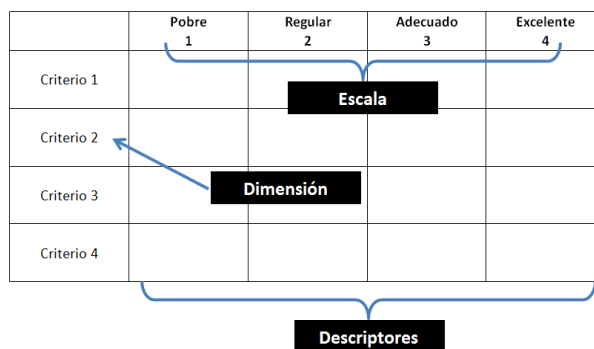 Pobre Regular Adecuado Excelente
1 2 3 4
Criterio 1
Escala
Criterio 2
Dimensión
Criterio 3
Criterio 4
Descriptores